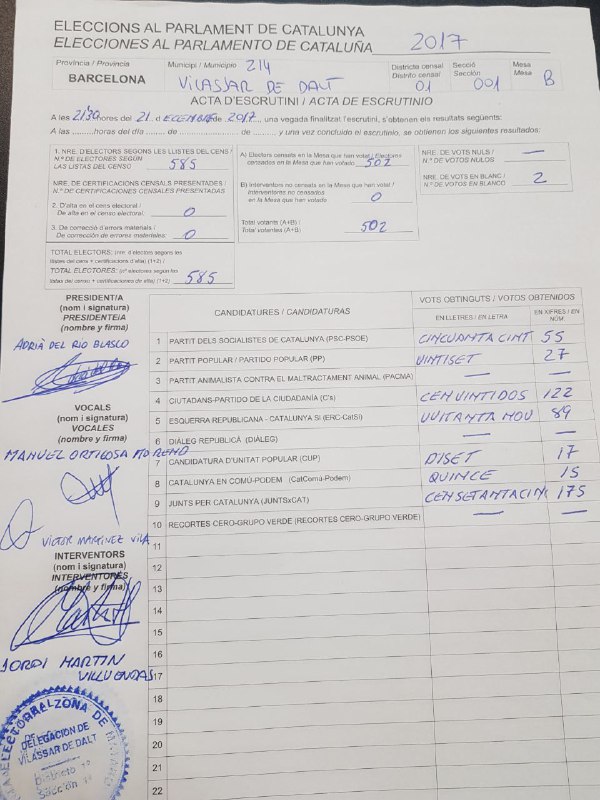 ELECCIONS AL PARLAMENT DE CATALUNYA
ELECCIONES AL PARLAMENTO DE CATALUÑA 2017
Província / Provincia Municipi / Municipio 214 Districte censal Secció Mesa
BARCELONA VILASSAR DE DALT Distrito censal 01 Sección 001 Mesa B
ACTA D'ESCRUTINI / ACTA DE ESCRUTINIO
A les 21'30 hores del 21 d DECEMBRE de 2017, una vegada finalitzat l'escrutini, s'obtenen els resultats següents:
A las ......... horas del día ...... de ................. de ......, y una vez concluido el escrutinio, se obtienen los siguientes resultados:
1. NRE. D'ELECTORS SEGONS LES LLISTES DEL CENS /
N.º DE ELECTORES SEGÚN
LAS LISTAS DEL CENSO 585
NRE. DE CERTIFICACIONS CENSALS PRESENTADES /
N.º DE CERTIFICACIONES CENSALES PRESENTADAS
2. D'alta en el cens electoral /
De alta en el censo electoral: 0
3. De correcció d'errors materials /
De corrección de errores materiales: 0
TOTAL ELECTORS: (nre. d'electors segons les
llistes del cens + certificacions d'alta) (1+2) /
TOTAL ELECTORES: (nº electores según las
listas del censo + certificaciones de alta) (1+2) 585
A) Electors censats en la Mesa que han votat / Electores
censados en la Mesa que han votado 502
B) Interventors no censats en la Mesa que han votat /
Interventores no censados
en la Mesa que han votado 0
Total votants (A+B) /
Total votantes (A+B) 502
NRE. DE VOTS NULS /
N.º DE VOTOS NULOS —
NRE. DE VOTS EN BLANC /
N.º DE VOTOS EN BLANCO 2
PRESIDENT/A
(nom i signatura)
PRESIDENTE/A
(nombre y firma)
ADRIÀ DEL RIO BLASCO
VOCALS
(nom i signatura)
VOCALES
(nombre y firma)
MANUEL ORTIGOSA MORENO
VICTOR MARTINEZ VILA
INTERVENTORS
(nom i signatura)
INTERVENTORES
(nombre y firma)
JORDI MARTIN
VILLUENDAS
DELEGACIÓN DE
VILASSAR DE DALT
Distrito 1º
Sección 1ª
CANDIDATURES / CANDIDATURAS VOTS OBTINGUTS / VOTOS OBTENIDOS
EN LLETRES / EN LETRA EN XIFRES / EN NÚM.
1 PARTIT DELS SOCIALISTES DE CATALUNYA (PSC-PSOE) CINCUANTA CINT 55
2 PARTIT POPULAR / PARTIDO POPULAR (PP) VINTISET 27
3 PARTIT ANIMALISTA CONTRA EL MALTRACTAMENT ANIMAL (PACMA) — —
4 CIUTADANS-PARTIDO DE LA CIUDADANÍA (C's) CENVINTIDOS 122
5 ESQUERRA REPUBLICANA - CATALUNYA SÍ (ERC-CatSí) VUITANTA NOU 89
6 DIÀLEG REPUBLICÀ (DIÀLEG) — —
7 CANDIDATURA D'UNITAT POPULAR (CUP) DISET 17
8 CATALUNYA EN COMÚ-PODEM (CatComú-Podem) QUINCE 15
9 JUNTS PER CATALUNYA (JUNTSxCAT) CENSETANTACIN 175
10 RECORTES CERO-GRUPO VERDE (RECORTES CERO-GRUPO VERDE) — —
11
12
13
14
15
16
17
18
19
20
21
22